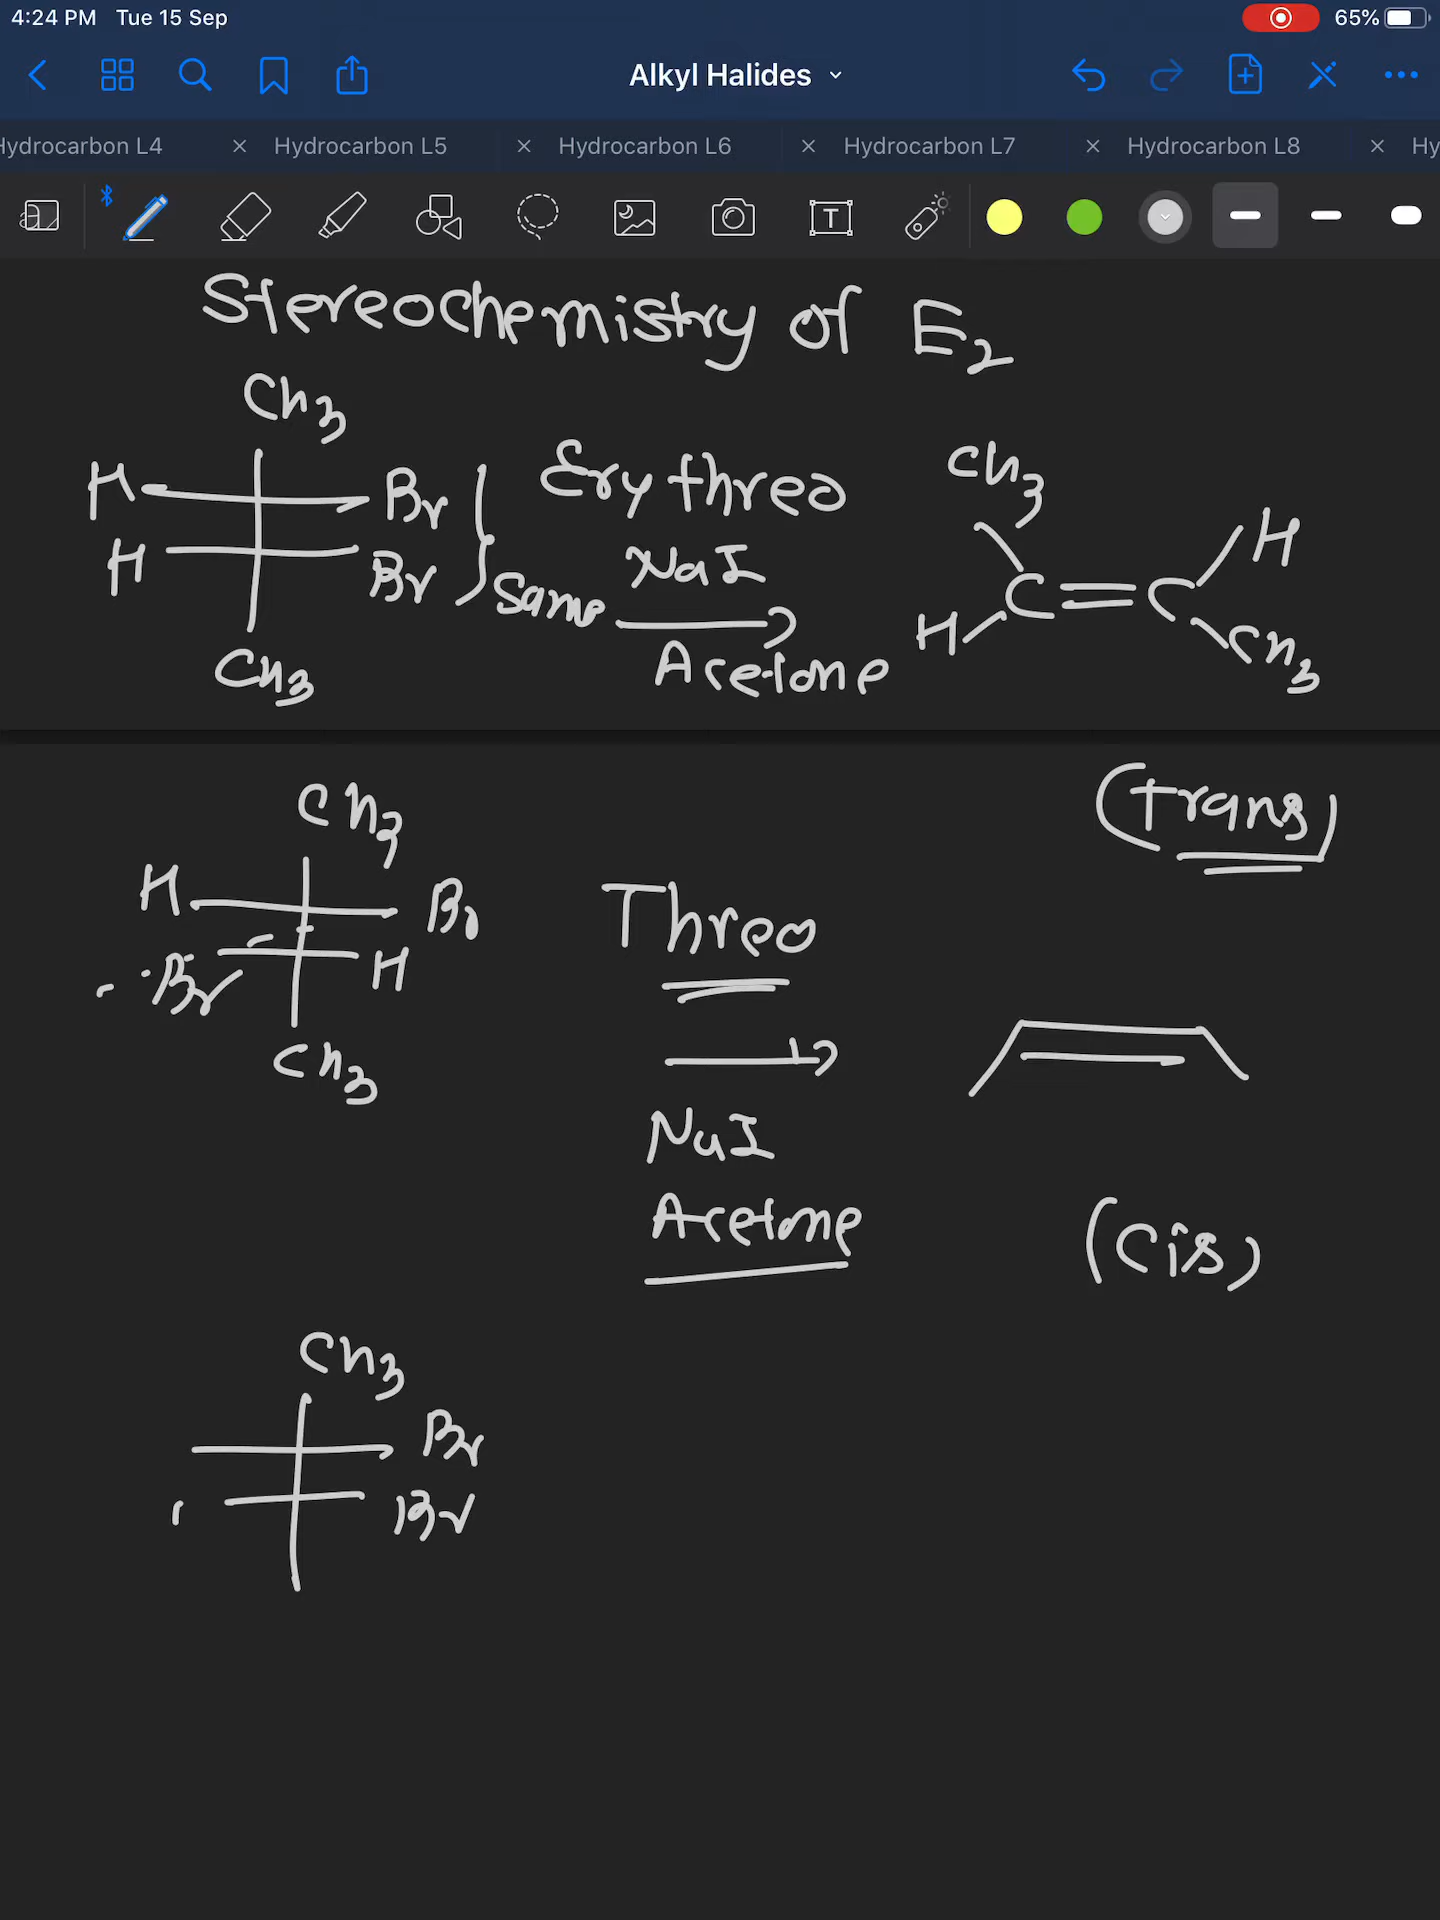 4:24 PM Tue 15 Sep 65%
Alkyl Halides
Hydrocarbon L4 × Hydrocarbon L5 × Hydrocarbon L6 × Hydrocarbon L7 × Hydrocarbon L8 × Hy
T
Stereochemistry of E2
CH3
H Br } Erythreo CH3
H Br Same NaI H
C=C
H CH3
CH3 Acetone
(trans)
CH3
H Br Threo
Br H
CH3
NaI
Acetone
(Cis)
CH3
Br
Br